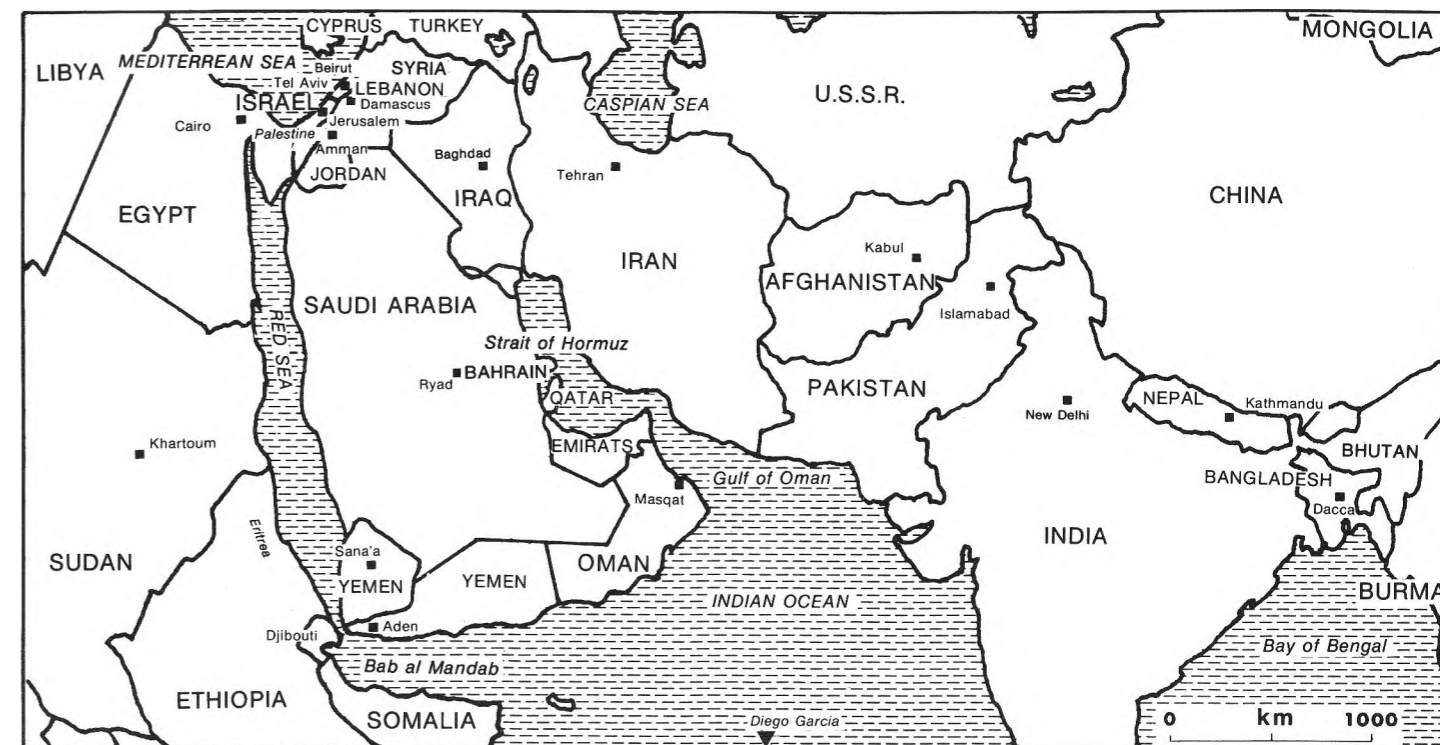 CYPRUS
TURKEY
MONGOLIA
LIBYA
MEDITERREAN SEA
Beirut
SYRIA
Tel Aviv
LEBANON
U.S.S.R.
ISRAEL
Damascus
CASPIAN SEA
Cairo
Palestine
Jerusalem
Amman
Baghdad
Tehran
JORDAN
IRAQ
CHINA
EGYPT
Kabul
IRAN
AFGHANISTAN
SAUDI ARABIA
Islamabad
RED SEA
Strait of Hormuz
Ryad
BAHRAIN
PAKISTAN
QATAR
New Delhi
NEPAL
Kathmandu
Khartoum
EMIRATS
BHUTAN
Gulf of Oman
BANGLADESH
Masqat
Dacca
Eritrea
INDIA
Sana'a
SUDAN
OMAN
YEMEN
YEMEN
BURMA
INDIAN OCEAN
Djibouti
Aden
Bay of Bengal
Bab al Mandab
ETHIOPIA
SOMALIA
Diego Garcia
0 km 1000